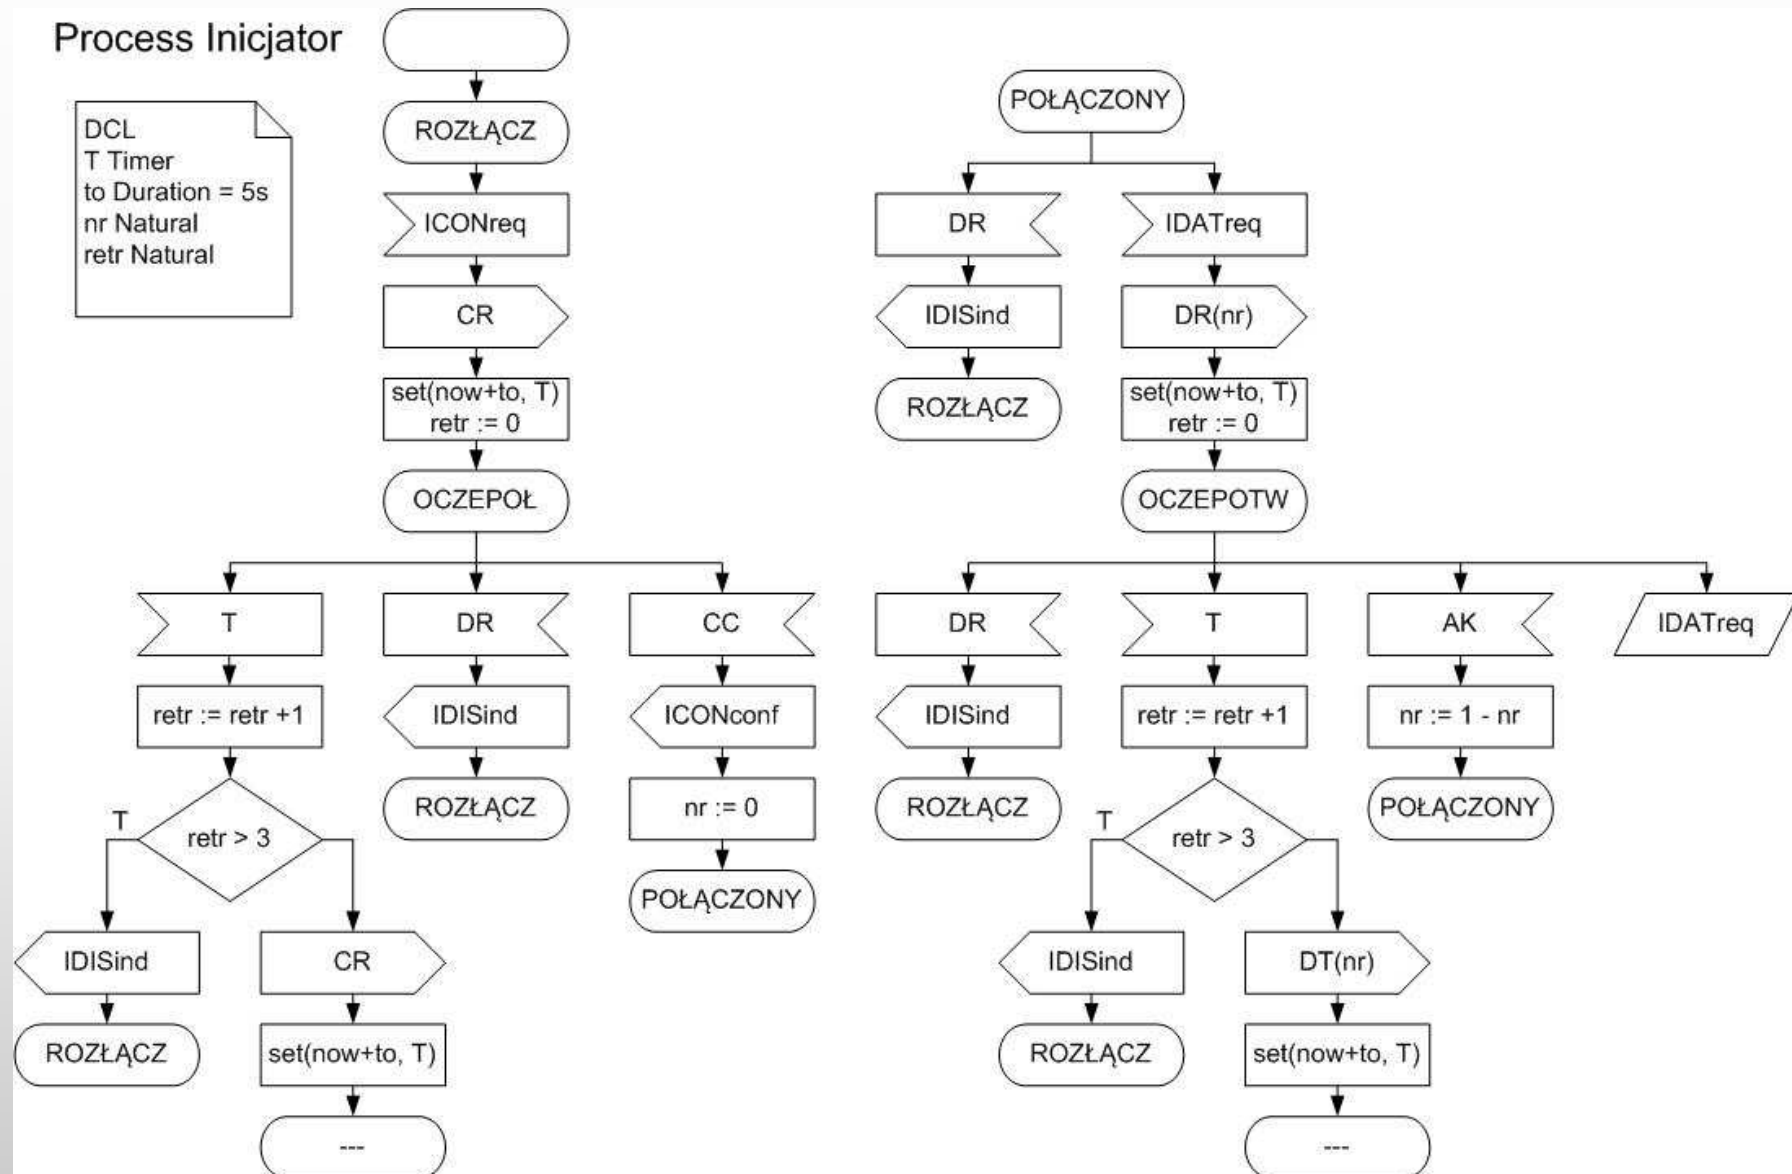 Process Inicjator
DCL
T Timer
to Duration = 5s
nr Natural
retr Natural
ROZŁĄCZ
ICONreq
CR
set(now+to, T)
retr := 0
OCZEPOŁ
T
DR
CC
retr := retr +1
IDISind
ICONconf
retr > 3
T
ROZŁĄCZ
nr := 0
POŁĄCZONY
IDISind
CR
ROZŁĄCZ
set(now+to, T)
---
POŁĄCZONY
DR
IDATreq
IDISind
DR(nr)
ROZŁĄCZ
set(now+to, T)
retr := 0
OCZEPOTW
DR
T
AK
IDATreq
IDISind
retr := retr +1
nr := 1 - nr
ROZŁĄCZ
T
retr > 3
POŁĄCZONY
IDISind
DT(nr)
ROZŁĄCZ
set(now+to, T)
---